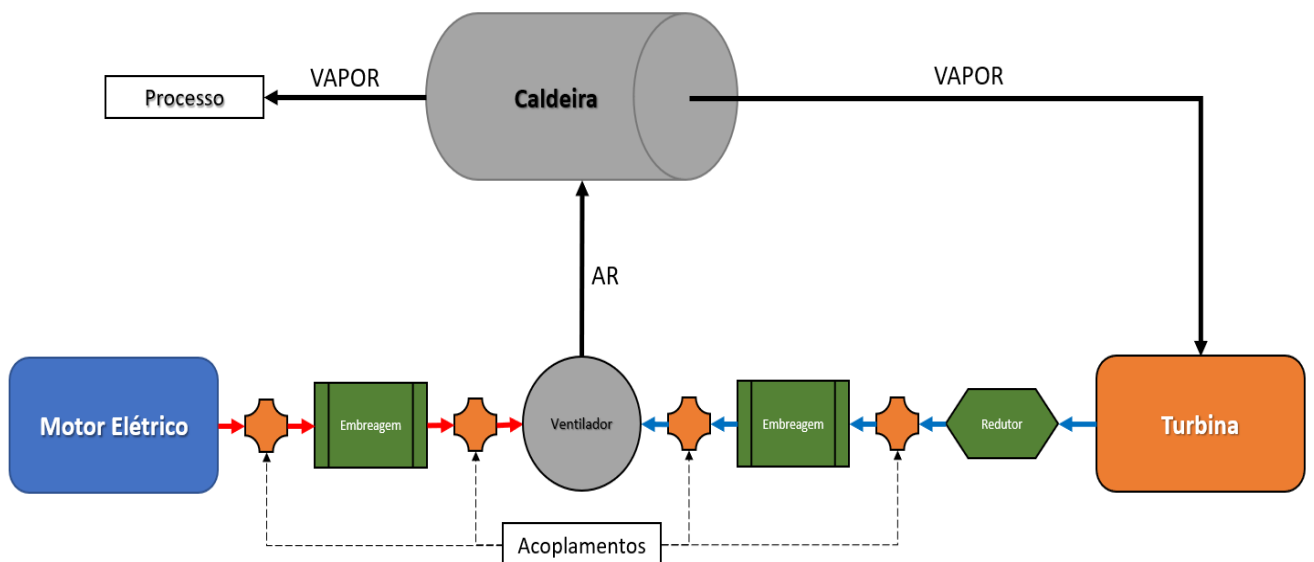 VAPOR
VAPOR
Processo
Caldeira
AR
Motor Elétrico
Embreagem
Ventilador
Embreagem
Redutor
Turbina
Acoplamentos